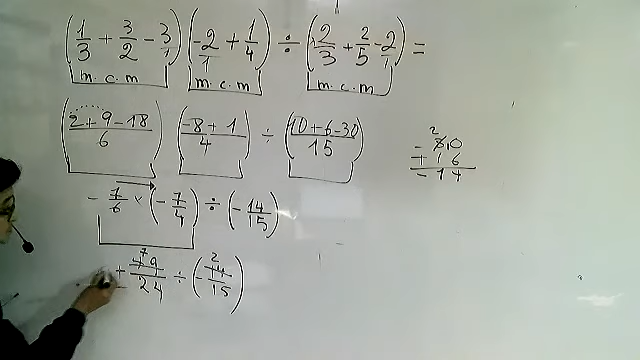 (1/3 + 3/2 - 3/1) (-2/1 + 1/4) ÷ (2/3 + 2/5 - 2/1) =
m.c.m m.c.m m.c.m
(2+9-18/6) (-8+1/4) ÷ (10+6-30/15)
-30
+16
-14
-7/6 × (-7/4) ÷ (-14/15)
+ 49/24 ÷ (-14/15)
7 2